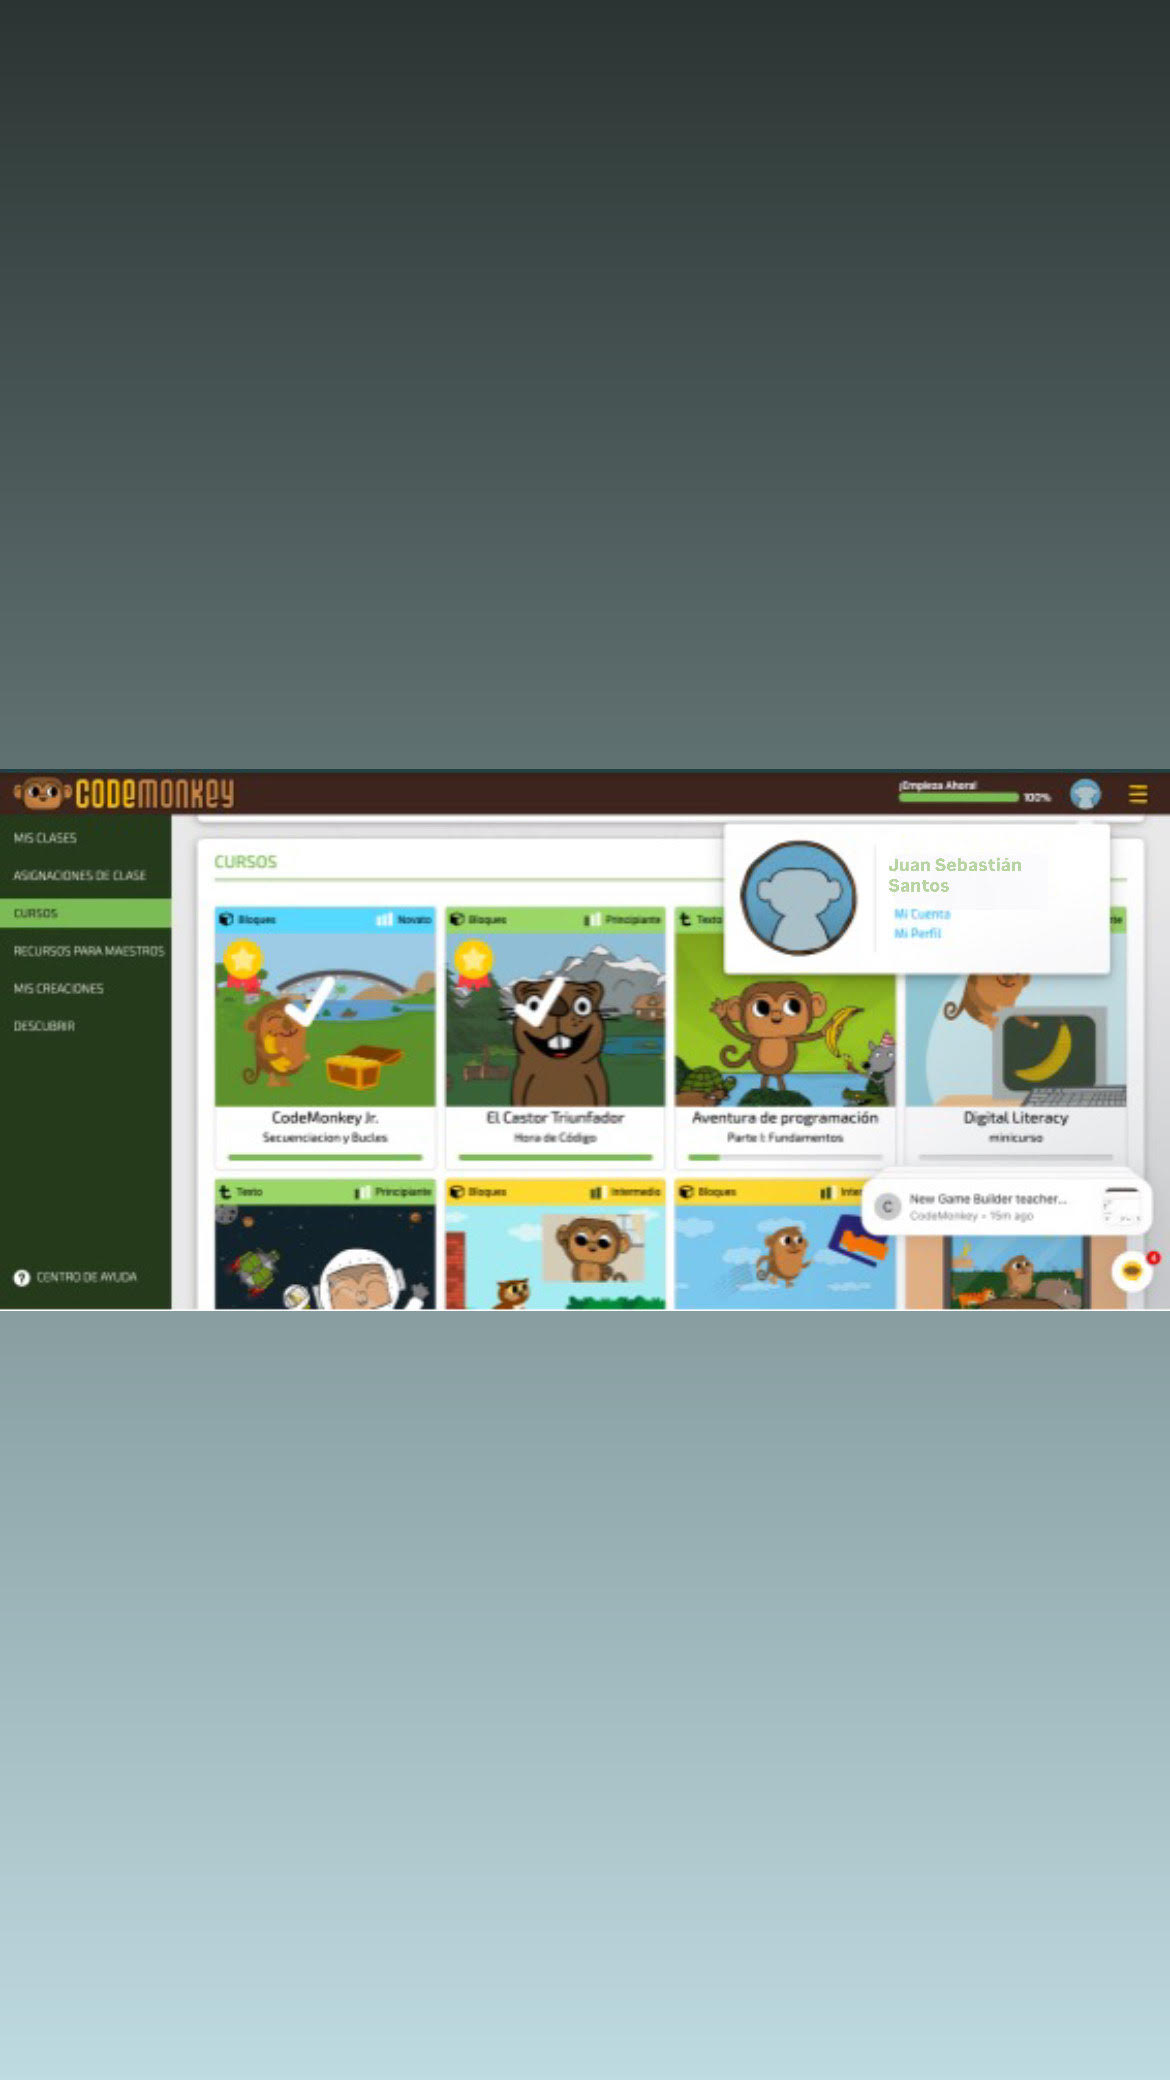 CODEMONKEY
¡Empieza Ahora!
100%
MIS CLASES
ASIGNACIONES DE CLASE
CURSOS
RECURSOS PARA MAESTROS
MIS CREACIONES
DESCUBRIR
CENTRO DE AYUDA
CURSOS
Juan Sebastián
Santos
Mi Cuenta
Mi Perfil
Bloques Novato
CodeMonkey Jr.
Secuenciacion y Bucles
Bloques Principiante
El Castor Triunfador
Hora de Código
Texto
Aventura de programación
Parte I: Fundamentos
Digital Literacy
minicurso
Texto Principiante
Bloques Intermedio
Bloques Inter
New Game Builder teacher...
CodeMonkey • 15m ago
C
4